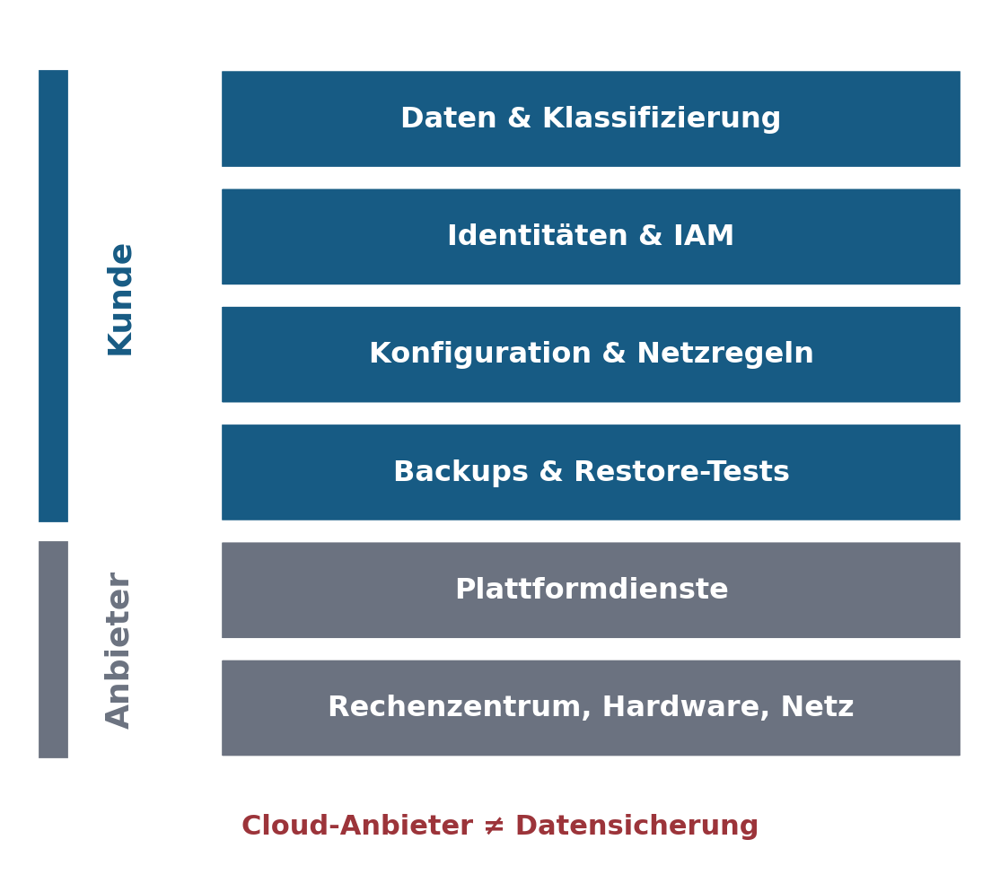 Kunde
Daten & Klassifizierung
Identitäten & IAM
Konfiguration & Netzregeln
Backups & Restore-Tests
Anbieter
Plattformdienste
Rechenzentrum, Hardware, Netz
Cloud-Anbieter ≠ Datensicherung